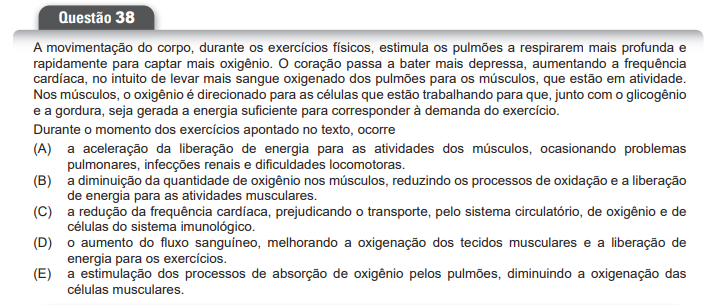 Questão 38
A movimentação do corpo, durante os exercícios físicos, estimula os pulmões a respirarem mais profunda e
rapidamente para captar mais oxigênio. O coração passa a bater mais depressa, aumentando a frequência
cardíaca, no intuito de levar mais sangue oxigenado dos pulmões para os músculos, que estão em atividade.
Nos músculos, o oxigênio é direcionado para as células que estão trabalhando para que, junto com o glicogênio
e a gordura, seja gerada a energia suficiente para corresponder à demanda do exercício.
Durante o momento dos exercícios apontado no texto, ocorre
(A) a aceleração da liberação de energia para as atividades dos músculos, ocasionando problemas
pulmonares, infecções renais e dificuldades locomotoras.
(B) a diminuição da quantidade de oxigênio nos músculos, reduzindo os processos de oxidação e a liberação
de energia para as atividades musculares.
(C) a redução da frequência cardíaca, prejudicando o transporte, pelo sistema circulatório, de oxigênio e de
células do sistema imunológico.
(D) o aumento do fluxo sanguíneo, melhorando a oxigenação dos tecidos musculares e a liberação de
energia para os exercícios.
(E) a estimulação dos processos de absorção de oxigênio pelos pulmões, diminuindo a oxigenação das
células musculares.